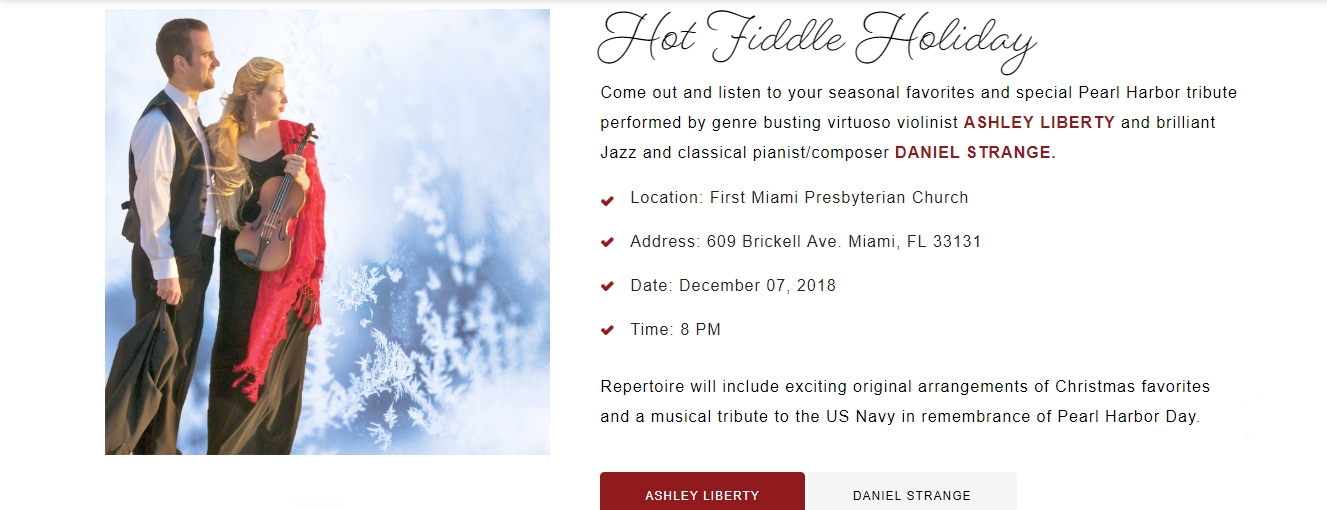 Hot Fiddle Holiday
Come out and listen to your seasonal favorites and special Pearl Harbor tribute
performed by genre busting virtuoso violinist ASHLEY LIBERTY and brilliant
Jazz and classical pianist/composer DANIEL STRANGE.
Location: First Miami Presbyterian Church
Address: 609 Brickell Ave. Miami, FL 33131
Date: December 07, 2018
Time: 8 PM
Repertoire will include exciting original arrangements of Christmas favorites
and a musical tribute to the US Navy in remembrance of Pearl Harbor Day.
ASHLEY LIBERTY
DANIEL STRANGE